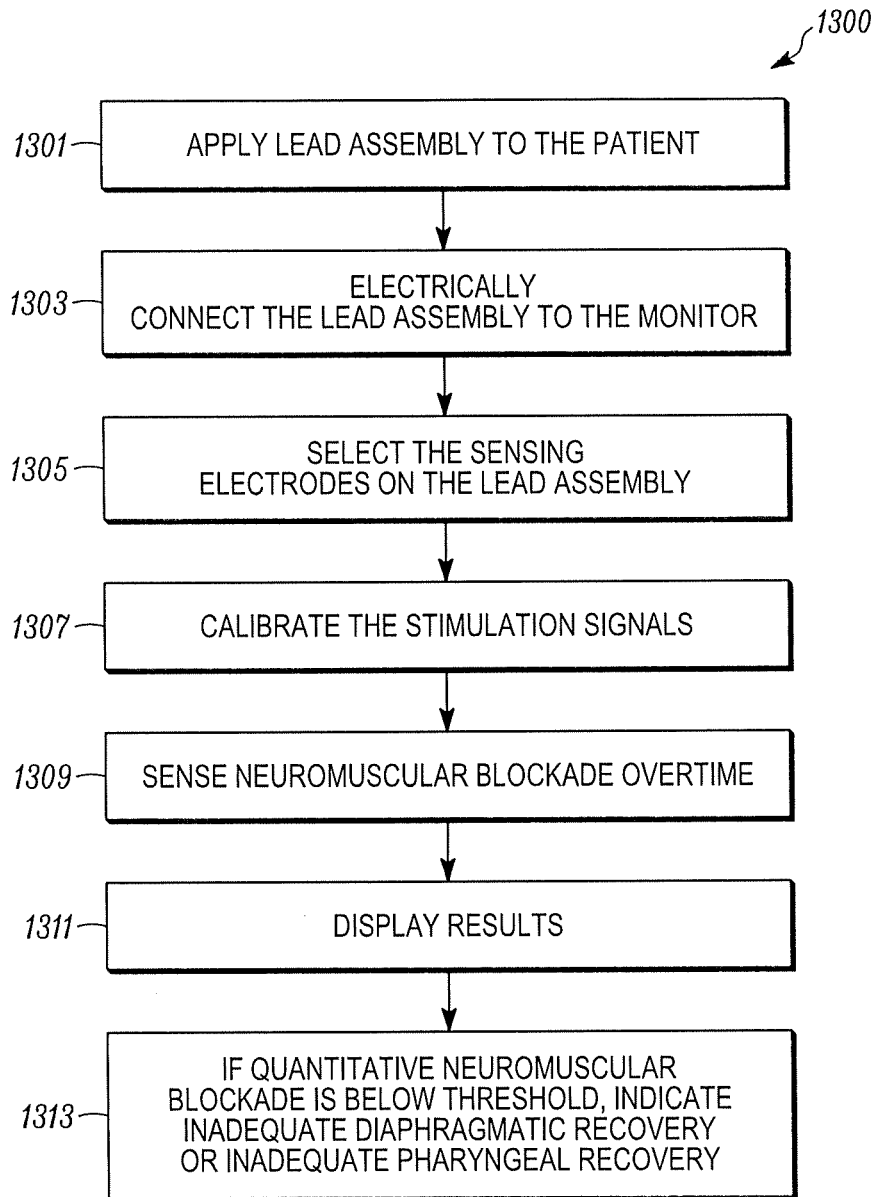 1300
1301
APPLY LEAD ASSEMBLY TO THE PATIENT
1303
ELECTRICALLY
CONNECT THE LEAD ASSEMBLY TO THE MONITOR
1305
SELECT THE SENSING
ELECTRODES ON THE LEAD ASSEMBLY
1307
CALIBRATE THE STIMULATION SIGNALS
1309
SENSE NEUROMUSCULAR BLOCKADE OVERTIME
1311
DISPLAY RESULTS
1313
IF QUANTITATIVE NEUROMUSCULAR
BLOCKADE IS BELOW THRESHOLD, INDICATE
INADEQUATE DIAPHRAGMATIC RECOVERY
OR INADEQUATE PHARYNGEAL RECOVERY